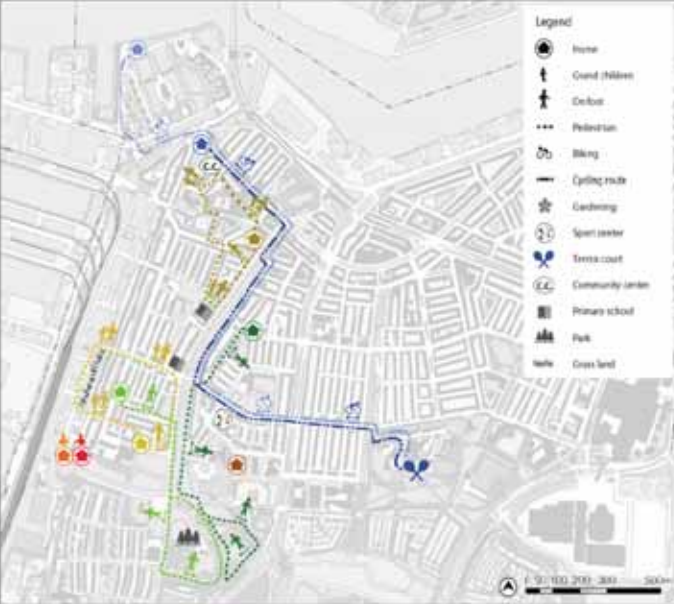 Legend
Home
Grand children
On foot
Pedestrian
Biking
Cycling route
Gardening
Sport center
Tennis court
C.C. Community center
Primary school
Park
Grass land
C.C.
0 50 100 200 300 500m